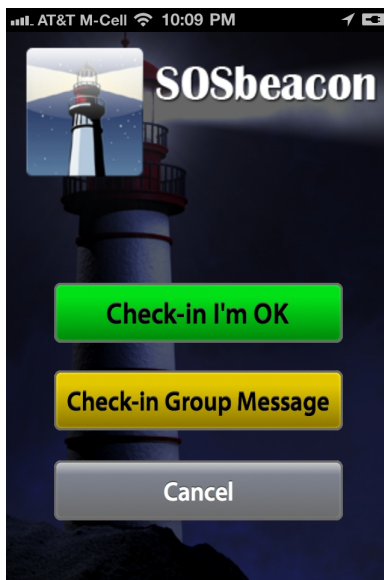 AT&T M-Cell 10:09 PM
SOSbeacon
Check-in I'm OK
Check-in Group Message
Cancel